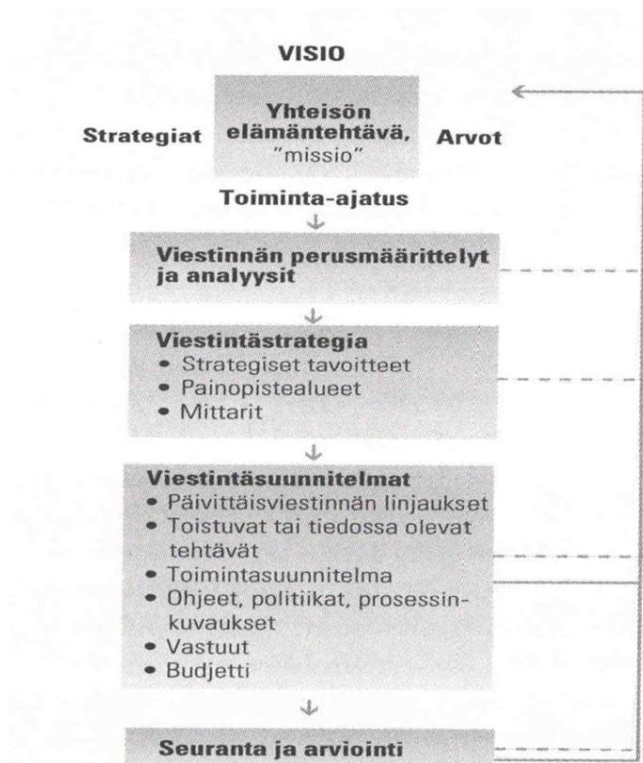 VISIO
Yhteisön
Strategiat elämäntehtävä, Arvot
"missio"
Toiminta-ajatus
Viestinnän perusmäärittelyt
ja analyysit
Viestintästrategia
• Strategiset tavoitteet
• Painopistealueet
• Mittarit
Viestintäsuunnitelmat
• Päivittäisviestinnän linjaukset
• Toistuvat tai tiedossa olevat
tehtävät
• Toimintasuunnitelma
• Ohjeet, politiikat, prosessin-
kuvaukset
• Vastuut
• Budjetti
Seuranta ja arviointi